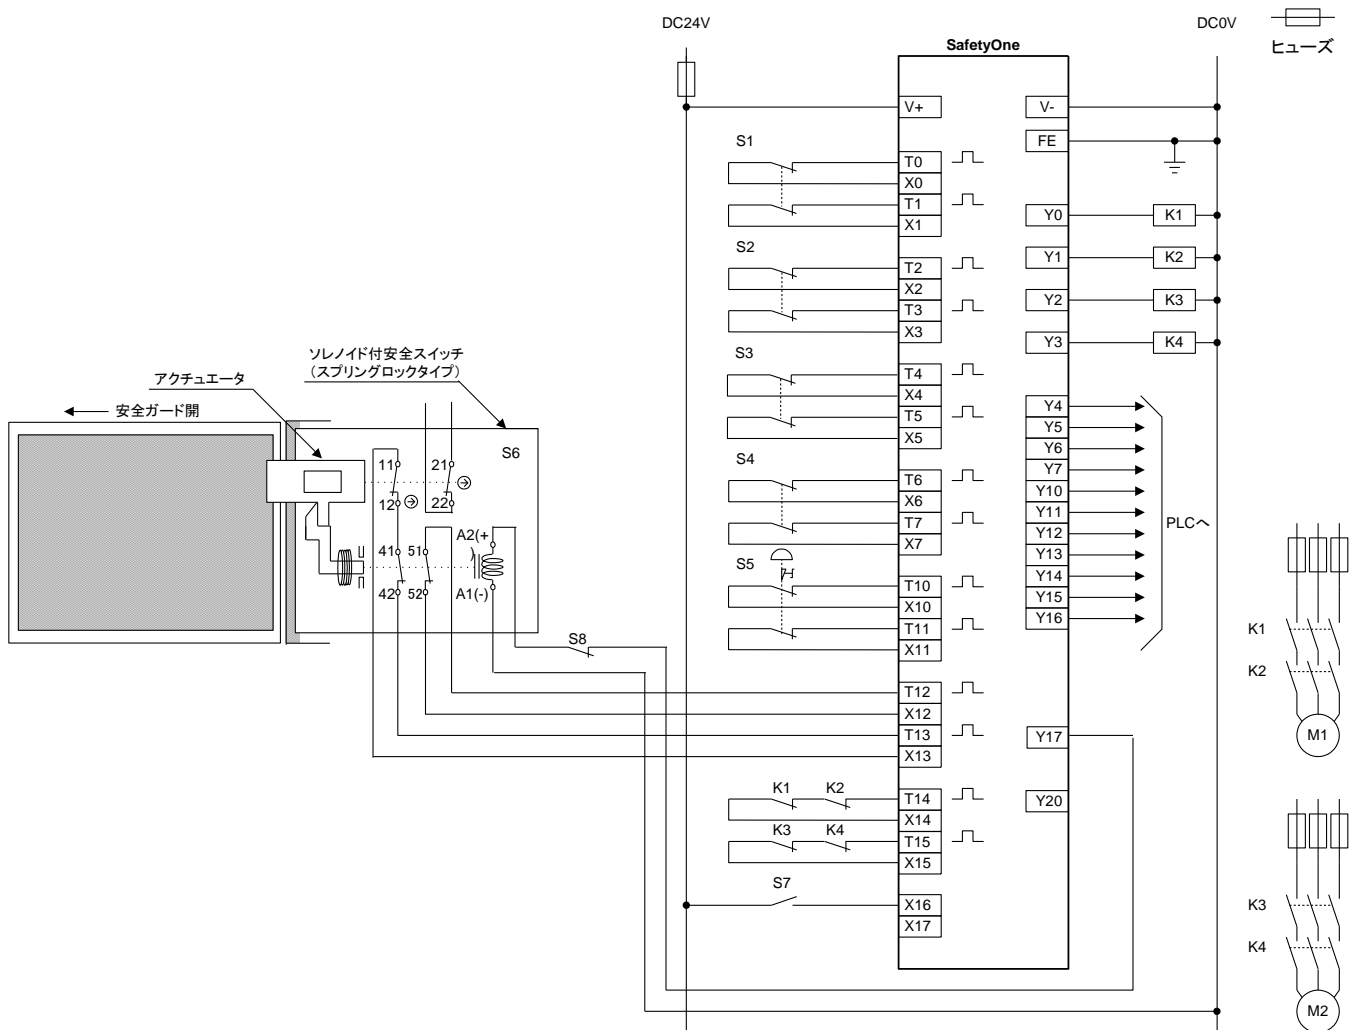 DC24V
DC0V
ヒューズ
SafetyOne
V+
V-
FE
S1
T0
X0
T1
X1
Y0
K1
S2
T2
X2
T3
X3
Y1
K2
Y2
K3
Y3
K4
S3
T4
X4
T5
X5
Y4
Y5
Y6
Y7
Y10
Y11
Y12
Y13
Y14
Y15
Y16
PLCへ
S4
T6
X6
T7
X7
S5
T10
X10
T11
X11
ソレノイド付安全スイッチ
(スプリングロックタイプ)
アクチュエータ
安全ガード開
S6
11
21
12
22
41
51
A2(+
)
42
52
A1(-)
S8
T12
X12
T13
X13
Y17
K1
K2
T14
X14
Y20
K3
K4
T15
X15
S7
X16
X17
K1
K2
M1
K3
K4
M2